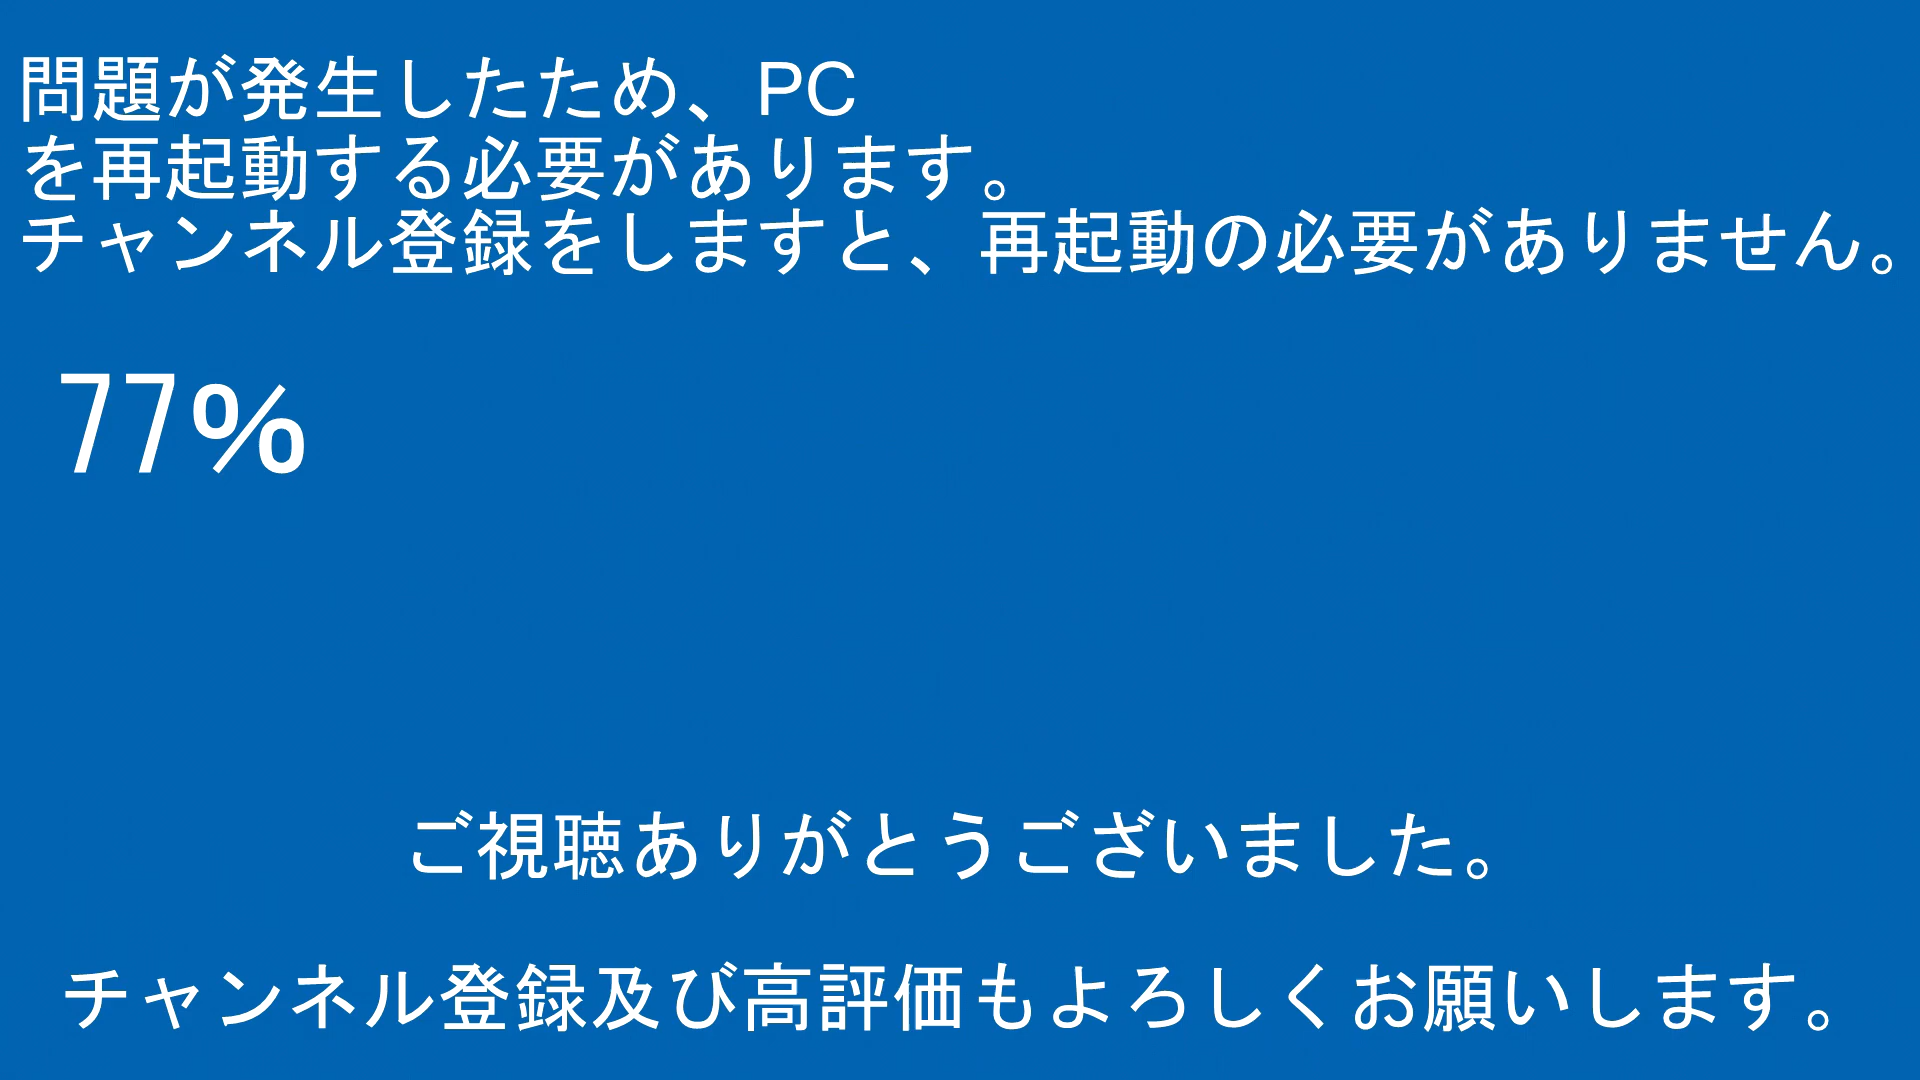 問題が発生したため、PC
を再起動する必要があります。
チャンネル登録をしますと、再起動の必要がありません。
77%
ご視聴ありがとうございました。
チャンネル登録及び高評価もよろしくお願いします。